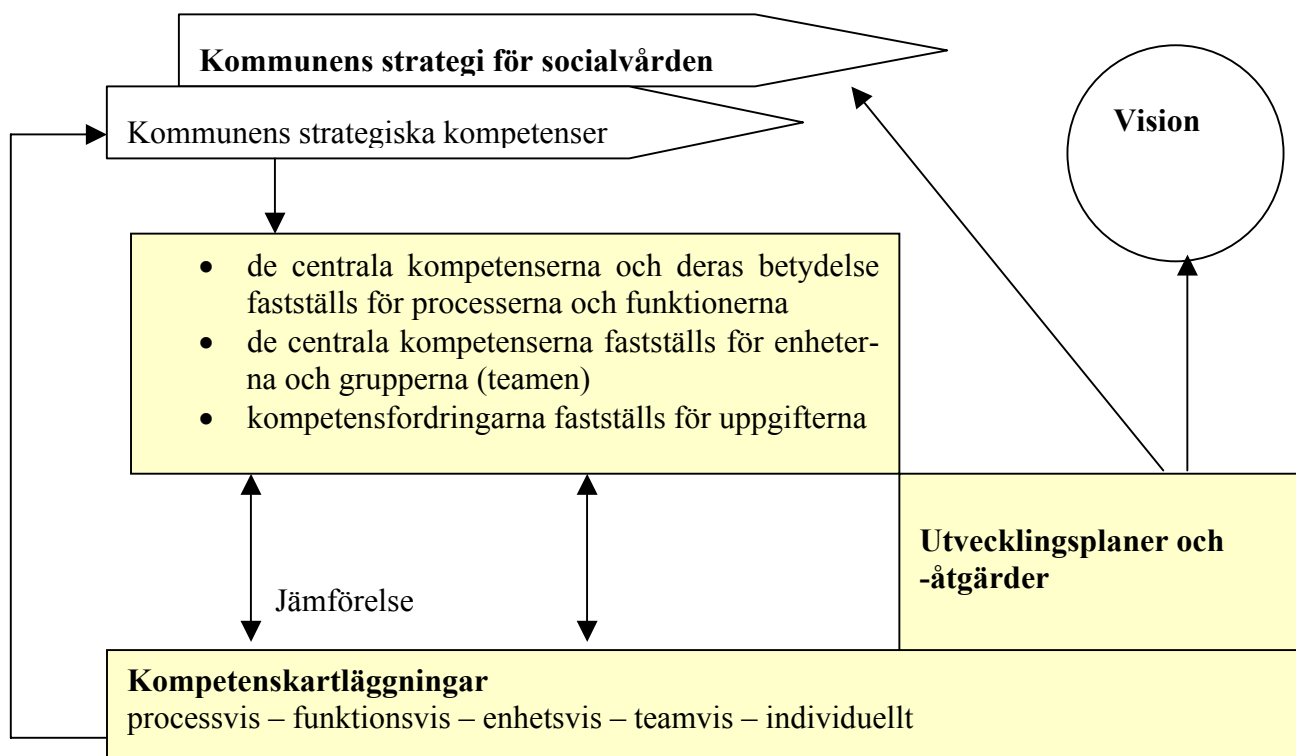 Kommunens strategi för socialvården
Kommunens strategiska kompetenser
Vision
• de centrala kompetenserna och deras betydelse
fastställs för processerna och funktionerna
• de centrala kompetenserna fastställs för enheter-
na och grupperna (teamen)
• kompetensfordringarna fastställs för uppgifterna
Utvecklingsplaner och
-åtgärder
Jämförelse
Kompetenskartläggningar
processvis – funktionsvis – enhetsvis – teamvis – individuellt